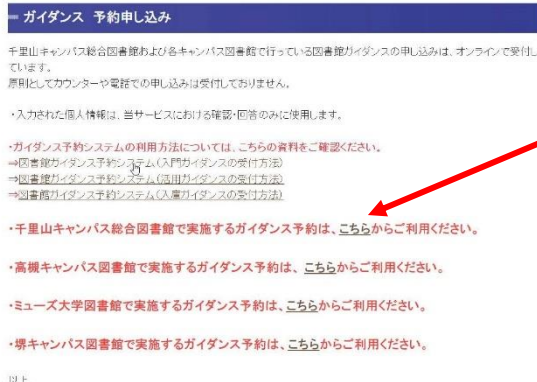 ガイダンス 予約申し込み
千里山キャンパス総合図書館および各キャンパス図書館で行っている図書館ガイダンスの申し込みは、オンラインで受付し
ています。
原則としてカウンターや電話での申し込みは受付しておりません。
・入力された個人情報は、当サービスにおける確認・回答のみに使用します。
・ガイダンス予約システムの利用方法については、こちらの資料をご確認ください。
⇒図書館ガイダンス予約システム(入門ガイダンスの受付方法)
⇒図書館ガイダンス予約システム(活用ガイダンスの受付方法)
⇒図書館ガイダンス予約システム(入庫ガイダンスの受付方法)
・千里山キャンパス総合図書館で実施するガイダンス予約は、こちらからご利用ください。
・高槻キャンパス図書館で実施するガイダンス予約は、こちらからご利用ください。
・ミューズ大学図書館で実施するガイダンス予約は、こちらからご利用ください。
・堺キャンパス図書館で実施するガイダンス予約は、こちらからご利用ください。
以上